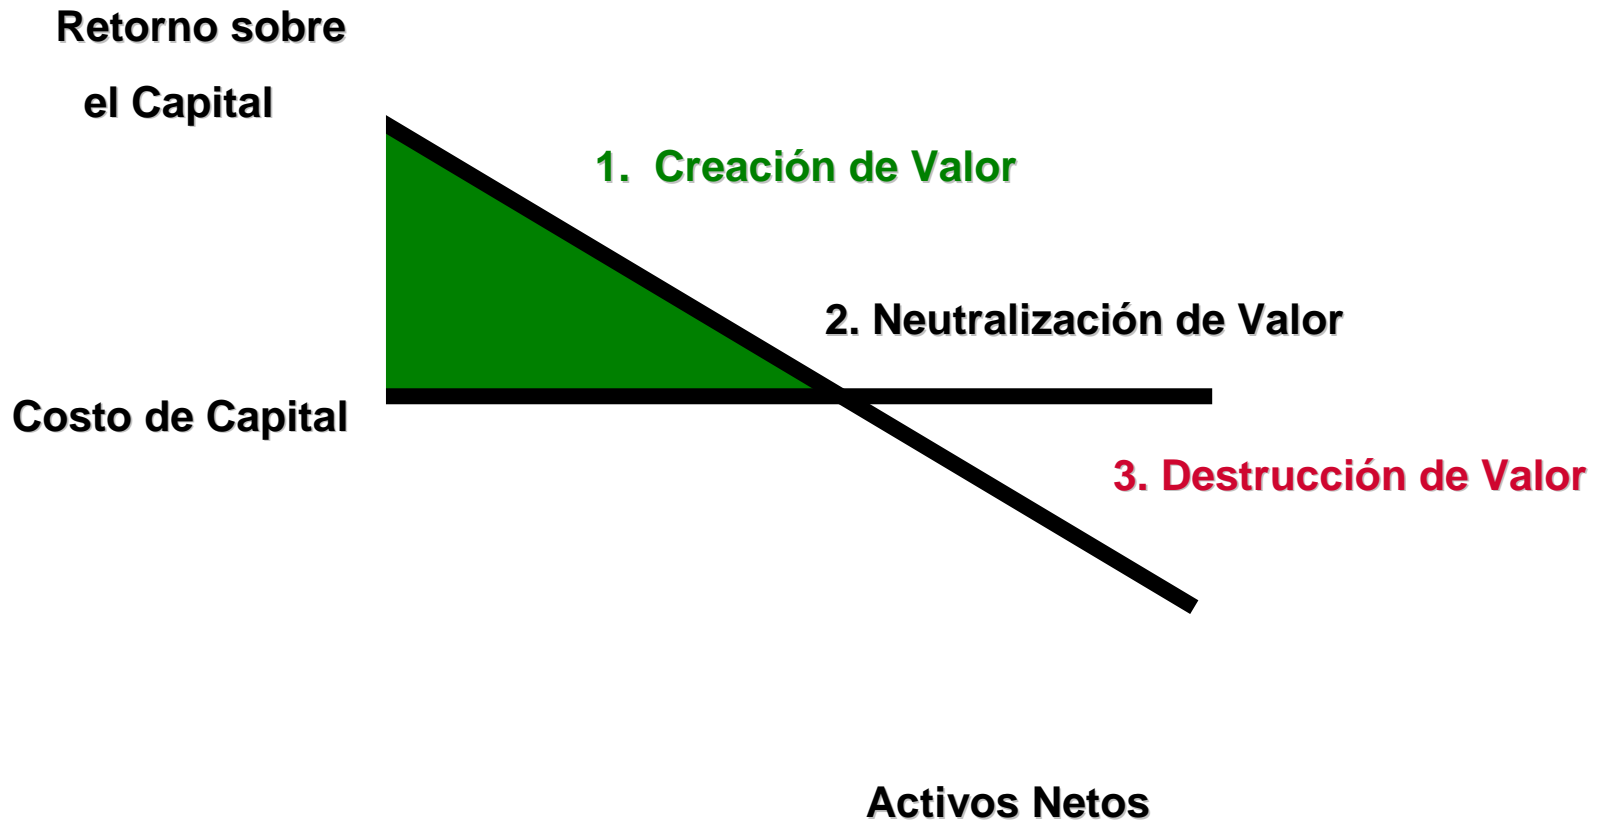 Retorno sobre
el Capital
1. Creación de Valor
2. Neutralización de Valor
Costo de Capital
3. Destrucción de Valor
Activos Netos